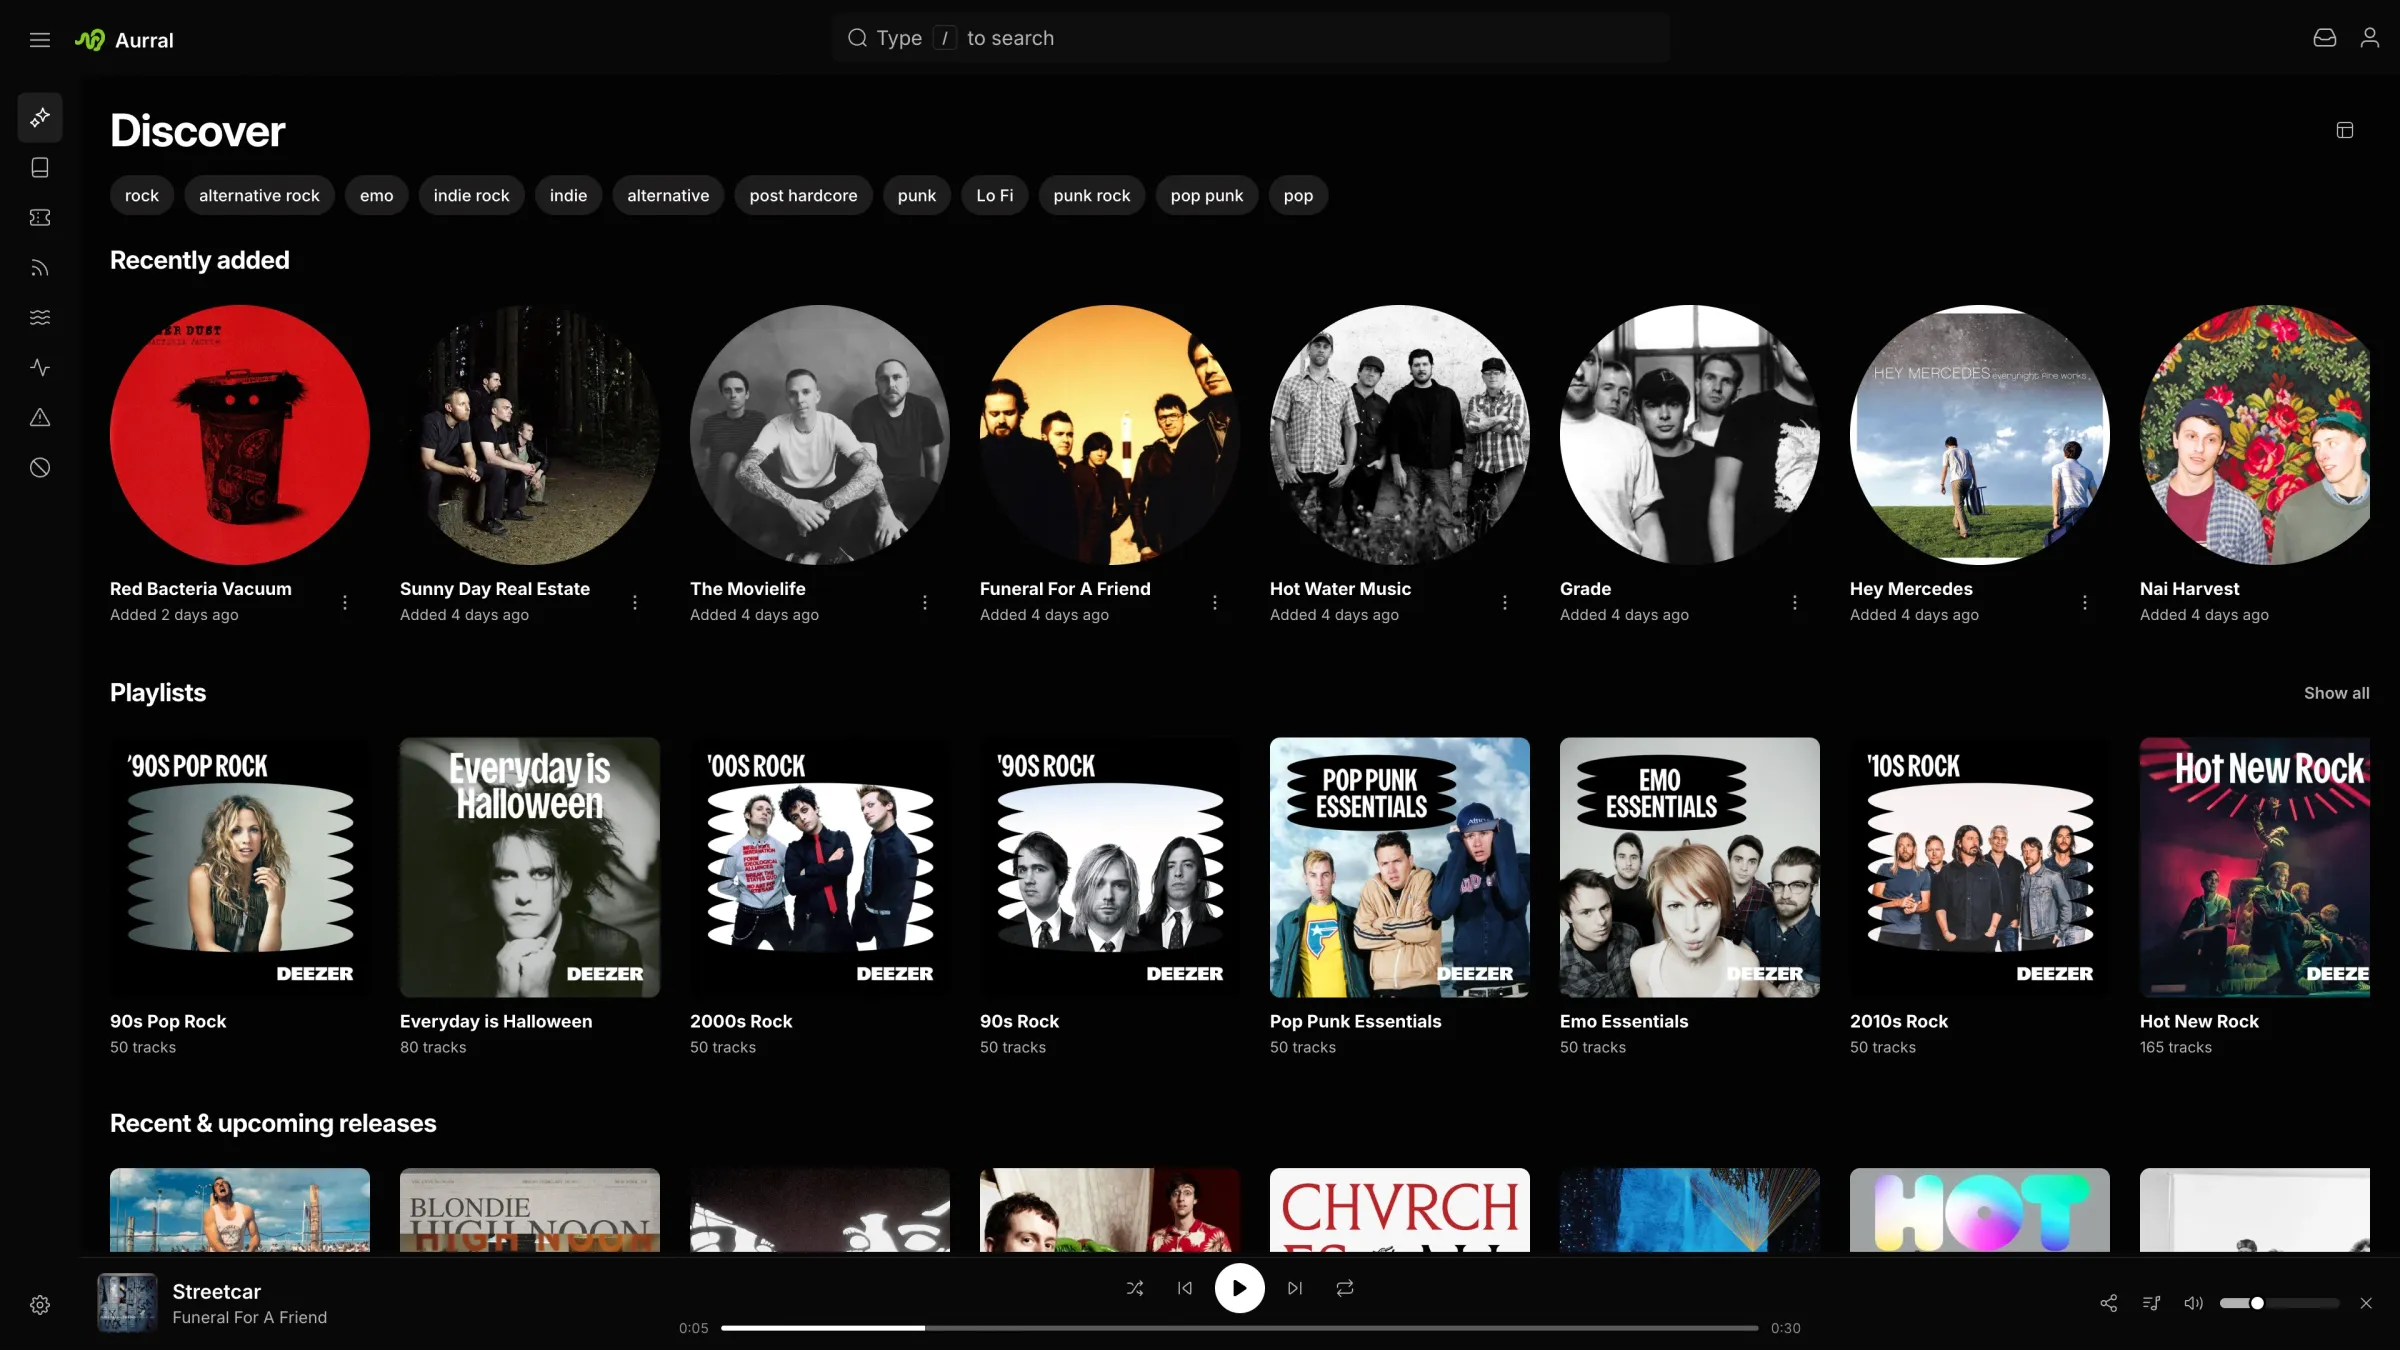 Aurral
Type / to search
Discover
rock
alternative rock
emo
indie rock
indie
alternative
post hardcore
punk
Lo Fi
punk rock
pop punk
pop
Recently added
ER DUST
HEY MERCEDES everynight fire works
Red Bacteria Vacuum
Added 2 days ago
Sunny Day Real Estate
Added 4 days ago
The Movielife
Added 4 days ago
Funeral For A Friend
Added 4 days ago
Hot Water Music
Added 4 days ago
Grade
Added 4 days ago
Hey Mercedes
Added 4 days ago
Nai Harvest
Added 4 days ago
Playlists
Show all
'90S POP ROCK
DEEZER
Everyday is
Halloween
DEEZER
'00S ROCK
DEEZER
'90S ROCK
DEEZER
POP PUNK
ESSENTIALS
DEEZER
EMO
ESSENTIALS
DEEZER
'10S ROCK
DEEZER
Hot New Rock
DEEZE
90s Pop Rock
50 tracks
Everyday is Halloween
80 tracks
2000s Rock
50 tracks
90s Rock
50 tracks
Pop Punk Essentials
50 tracks
Emo Essentials
50 tracks
2010s Rock
50 tracks
Hot New Rock
165 tracks
Recent & upcoming releases
BLONDIE
HIGH NOON
CHVRCH
HOT
Streetcar
Funeral For A Friend
0:05
0:30